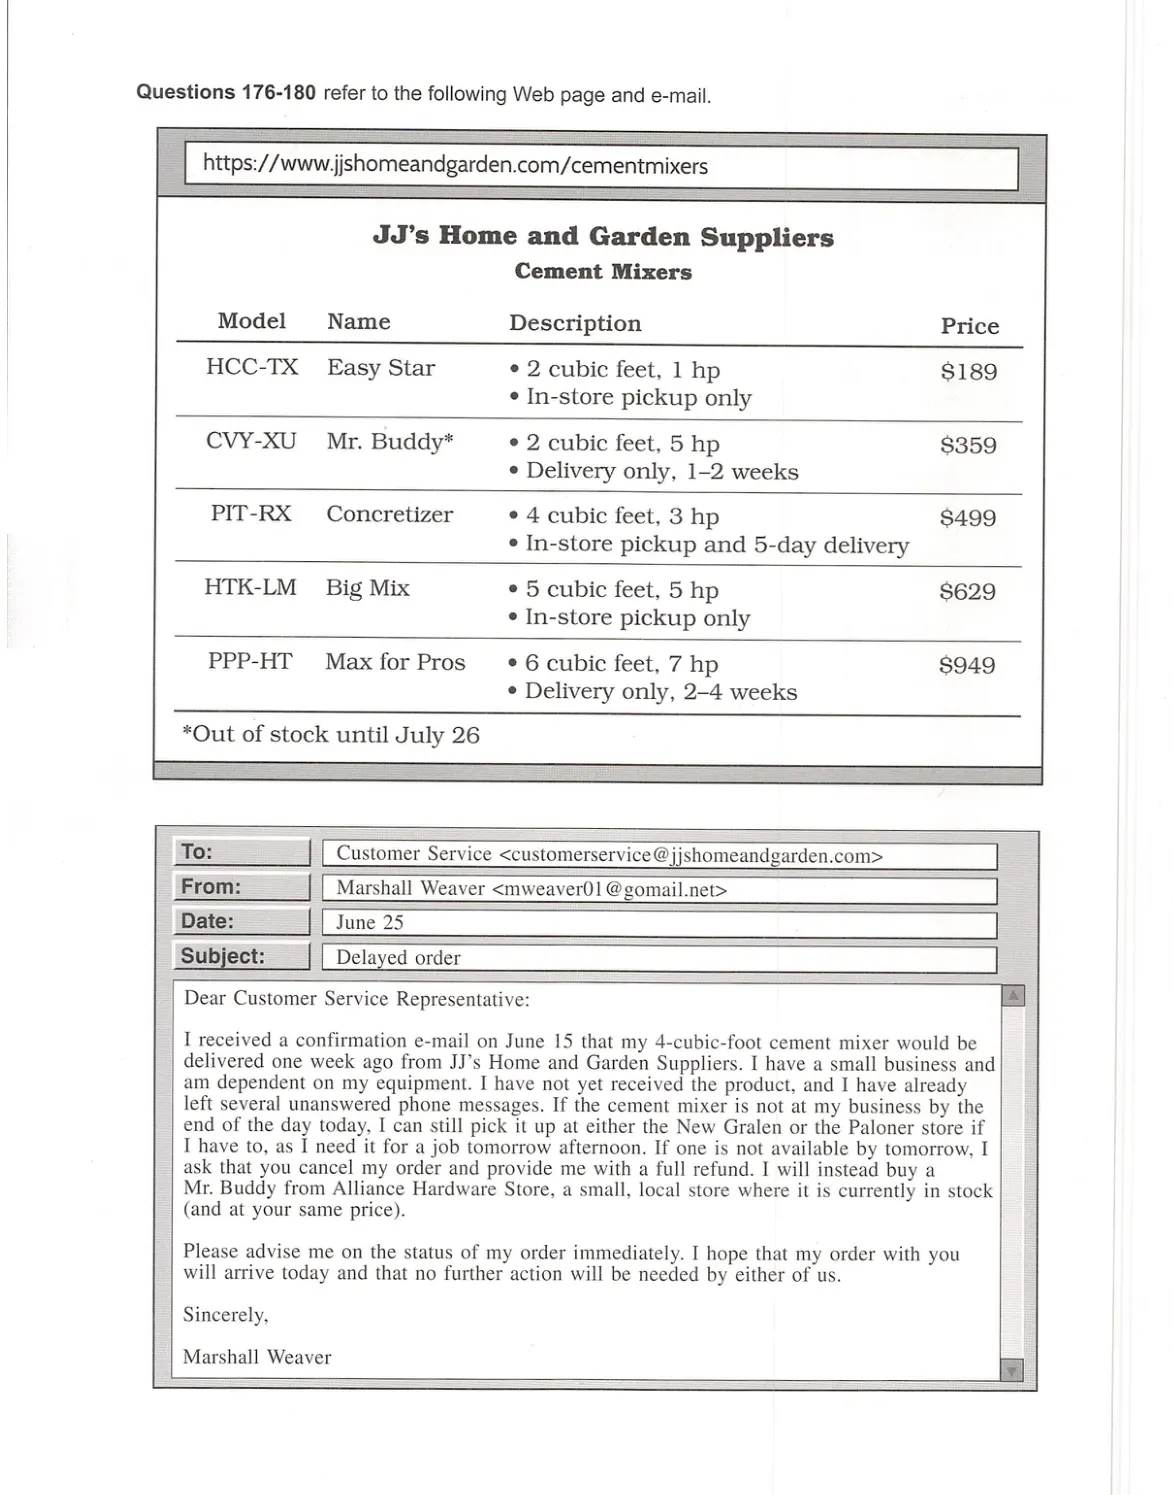 Questions 176-180 refer to the following Web page and e-mail.
https://www.jjshomeandgarden.com/cementmixers
JJ's Home and Garden Suppliers
Cement Mixers
Model Name Description Price
HCC-TX Easy Star • 2 cubic feet, 1 hp $189
• In-store pickup only
CVY-XU Mr. Buddy* • 2 cubic feet, 5 hp $359
• Delivery only, 1–2 weeks
PIT-RX Concretizer • 4 cubic feet, 3 hp $499
• In-store pickup and 5-day delivery
HTK-LM Big Mix • 5 cubic feet, 5 hp $629
• In-store pickup only
PPP-HT Max for Pros • 6 cubic feet, 7 hp $949
• Delivery only, 2–4 weeks
*Out of stock until July 26
To: Customer Service <customerservice@jjshomeandgarden.com>
From: Marshall Weaver <mweaver01@gomail.net>
Date: June 25
Subject: Delayed order
Dear Customer Service Representative:
I received a confirmation e-mail on June 15 that my 4-cubic-foot cement mixer would be
delivered one week ago from JJ's Home and Garden Suppliers. I have a small business and
am dependent on my equipment. I have not yet received the product, and I have already
left several unanswered phone messages. If the cement mixer is not at my business by the
end of the day today, I can still pick it up at either the New Gralen or the Paloner store if
I have to, as I need it for a job tomorrow afternoon. If one is not available by tomorrow, I
ask that you cancel my order and provide me with a full refund. I will instead buy a
Mr. Buddy from Alliance Hardware Store, a small, local store where it is currently in stock
(and at your same price).
Please advise me on the status of my order immediately. I hope that my order with you
will arrive today and that no further action will be needed by either of us.
Sincerely,
Marshall Weaver